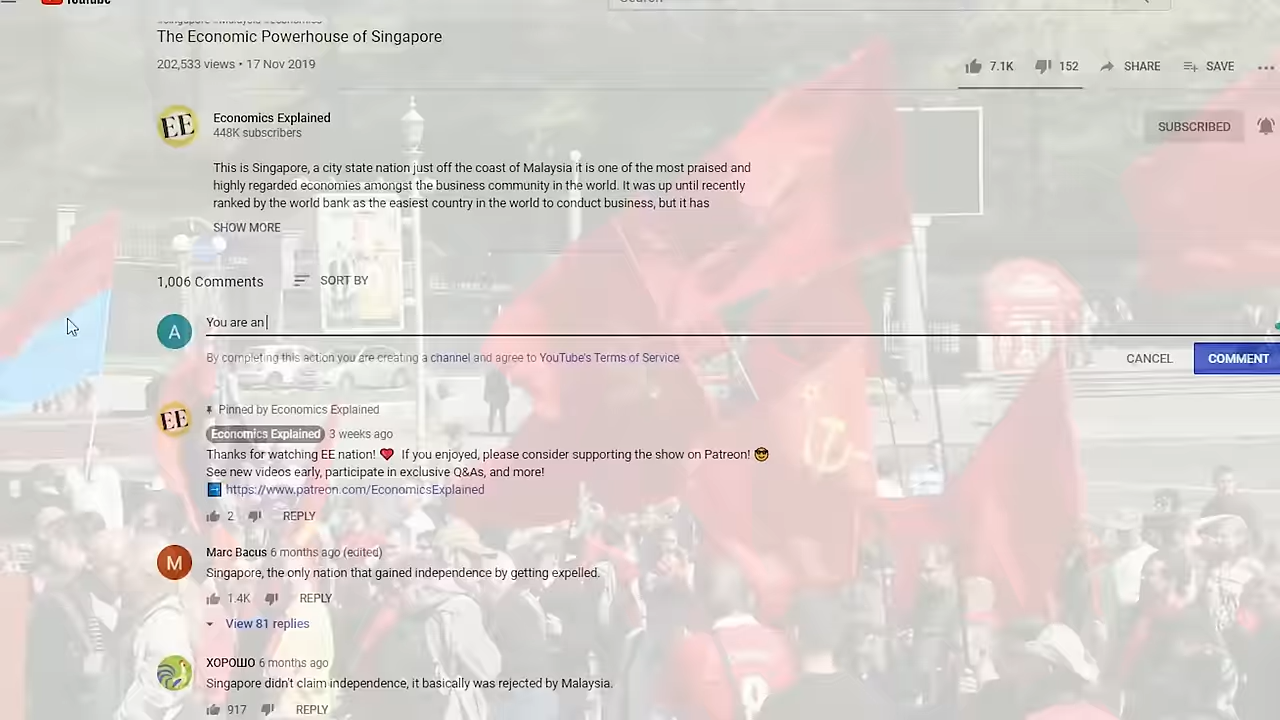 The Economic Powerhouse of Singapore
202,533 views • 17 Nov 2019
7.1K 152 SHARE SAVE
Economics Explained
448K subscribers
SUBSCRIBED
This is Singapore, a city state nation just off the coast of Malaysia it is one of the most praised and
highly regarded economies amongst the business community in the world. It was up until recently
ranked by the world bank as the easiest country in the world to conduct business, but it has
SHOW MORE
1,006 Comments SORT BY
A
You are an
By completing this action you are creating a channel and agree to YouTube's Terms of Service.
CANCEL COMMENT
EE
Pinned by Economics Explained
Economics Explained 3 weeks ago
Thanks for watching EE nation! ❤️ If you enjoyed, please consider supporting the show on Patreon! 😎
See new videos early, participate in exclusive Q&As, and more!
➡️ https://www.patreon.com/EconomicsExplained
2 REPLY
M
Marc Bacus 6 months ago (edited)
Singapore, the only nation that gained independence by getting expelled.
1.4K REPLY
View 81 replies
ХОРОШО 6 months ago
Singapore didn't claim independence, it basically was rejected by Malaysia.
917 REPLY